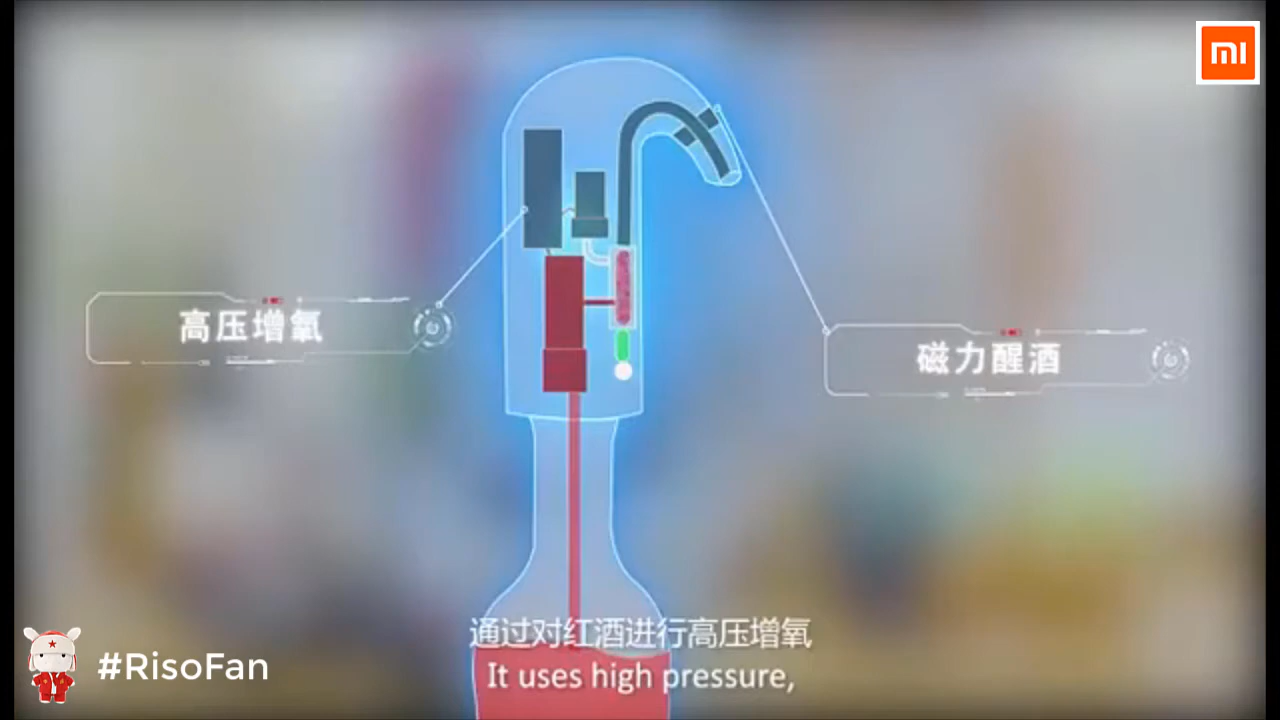 mi
高压增氧
磁力醒酒
通过对红酒进行高压增氧
It uses high pressure,
#RisoFan